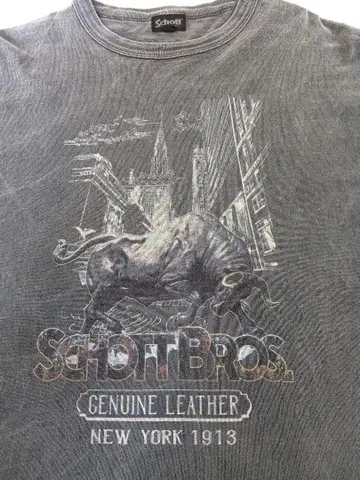 Schott
SCHOTT BROS.
GENUINE LEATHER
NEW YORK 1913